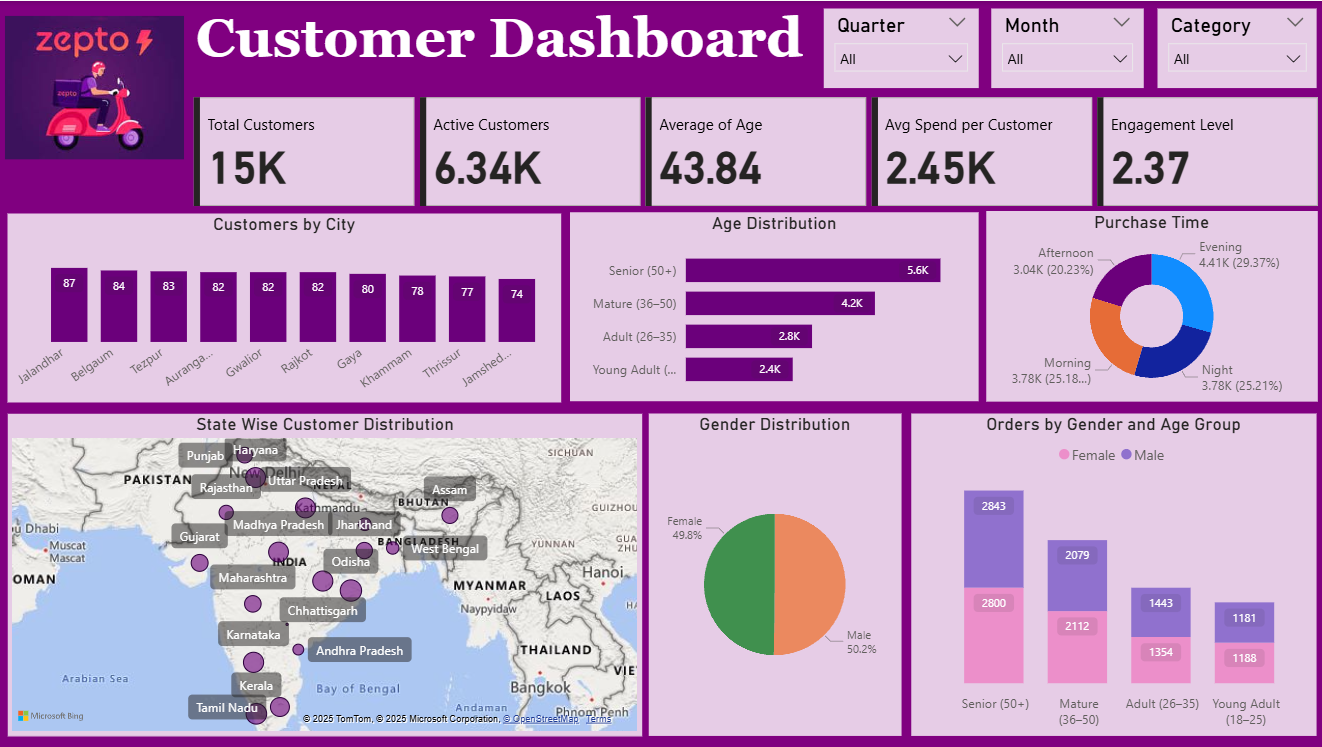 zepto
zepto
Customer Dashboard
Quarter
All
Month
All
Category
All
Total Customers
15K
Active Customers
6.34K
Average of Age
43.84
Avg Spend per Customer
2.45K
Engagement Level
2.37
Customers by City
87
84
83
82
82
82
80
78
77
74
Jalandhar
Belgaum
Tezpur
Auranga...
Gwalior
Rajkot
Gaya
Khammam
Thrissur
Jamshed...
Age Distribution
Senior (50+)
5.6K
Mature (36–50)
4.2K
Adult (26–35)
2.8K
Young Adult (...
2.4K
Purchase Time
Afternoon
3.04K (20.23%)
Evening
4.41K (29.37%)
Morning
3.78K (25.18...)
Night
3.78K (25.21%)
State Wise Customer Distribution
Punjab
Haryana
SICHUAN
PAKISTAN
New Delhi
Uttar Pradesh
NEPAL
Rajasthan
Assam
BHUTAN
Kathmandu
GUIZHOU
Madhya Pradesh
Jharkhand
Gujarat
BANGLADESH
West Bengal
YUNNAN
Abu Dhabi
Muscat
Mascat
INDIA
Odisha
OMAN
Maharashtra
Hanoi
MYANMAR
LAOS
Naypyidaw
Chhattisgarh
Karnataka
Andhra Pradesh
THAILAND
Arabian Sea
Kerala
Bay of Bengal
Bangkok
Tamil Nadu
Andaman
Phnom Penh
Microsoft Bing
© 2025 TomTom, © 2025 Microsoft Corporation, © OpenStreetMap Terms
Gender Distribution
Female
49.8%
Male
50.2%
Orders by Gender and Age Group
Female
Male
2843
2800
2079
2112
1443
1354
1181
1188
Senior (50+)
Mature
(36–50)
Adult (26–35)
Young Adult
(18–25)